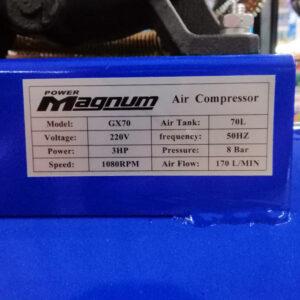 POWER
Magnum Air Compressor
Model: GX70 Air Tank: 70L
Voltage: 220V frequency: 50HZ
Power: 3HP Pressure: 8 Bar
Speed: 1080RPM Air Flow: 170 L/MIN